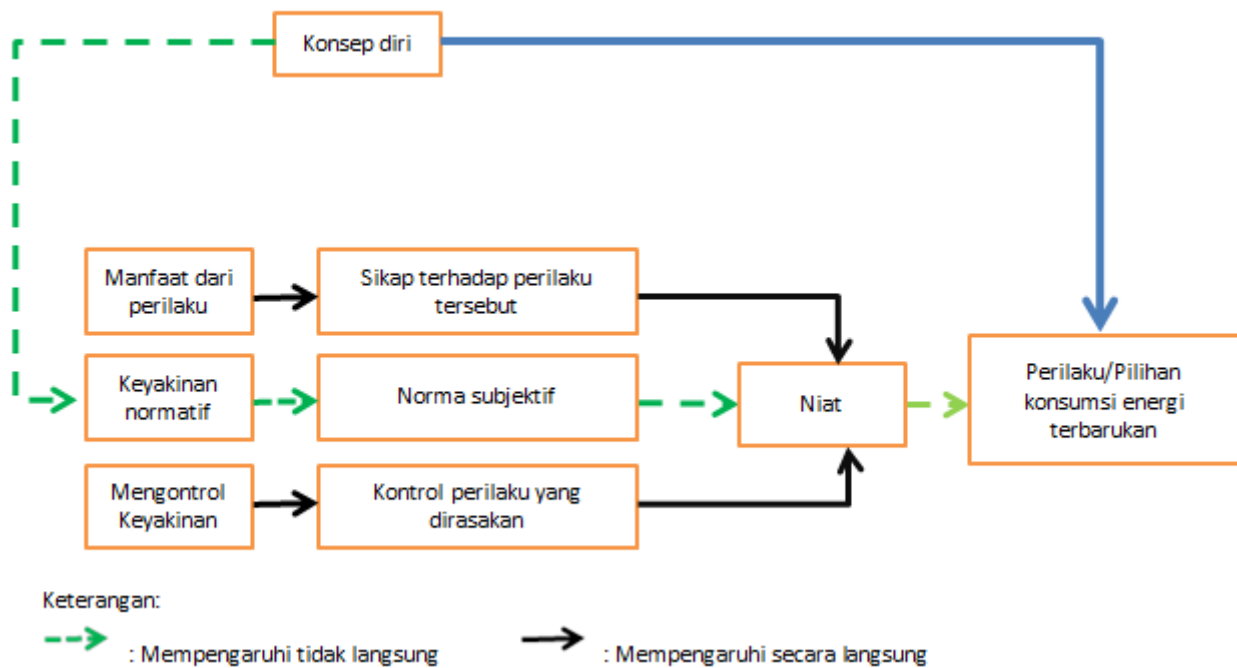 Konsep diri
Manfaat dari
perilaku
Sikap terhadap perilaku
tersebut
Keyakinan
normatif
Norma subjektif
Niat
Perilaku/Pilihan
konsumsi energi
terbarukan
Mengontrol
Keyakinan
Kontrol perilaku yang
dirasakan
Keterangan:
: Mempengaruhi tidak langsung
: Mempengaruhi secara langsung